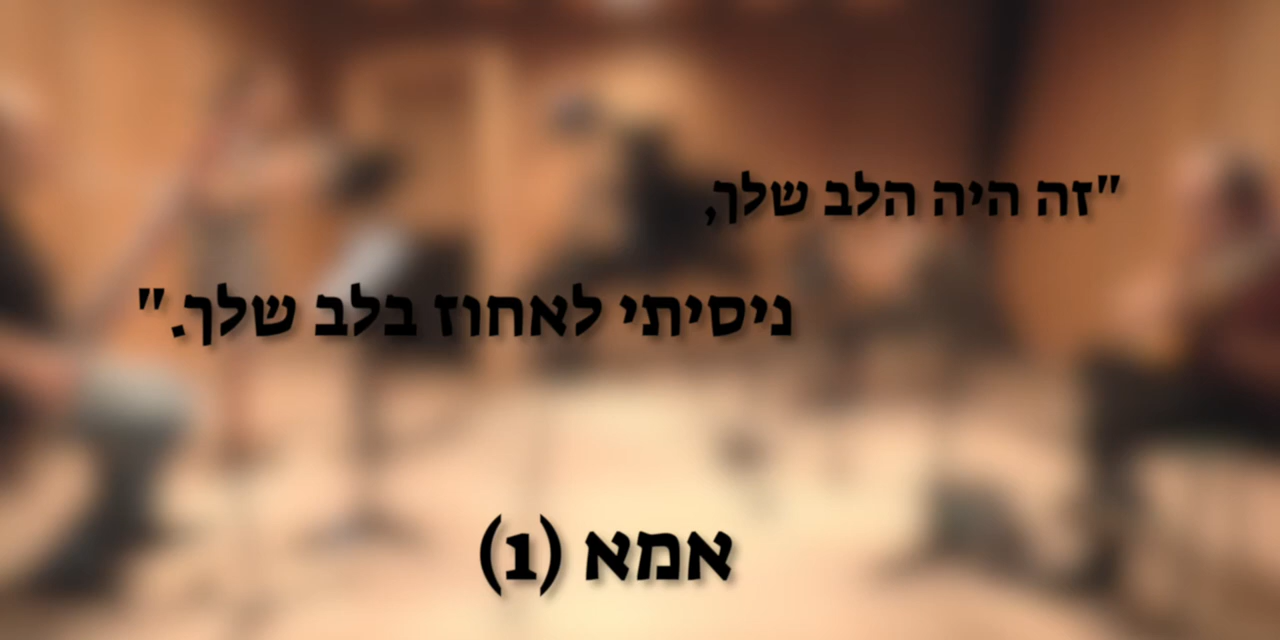 "זה היה הלב שלך,
ניסיתי לאחוז בלב שלך."
אמא (1)